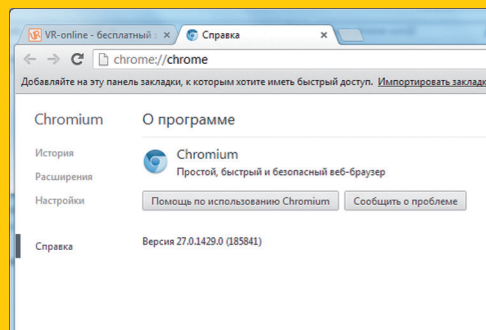 VR-online - бесплатный :
Справка
chrome://chrome
Добавляйте на эту панель закладки, к которым хотите иметь быстрый доступ. Импортировать закладк
Chromium
О программе
История
Расширения
Настройки
Справка
Chromium
Простой, быстрый и безопасный веб-браузер
Помощь по использованию Chromium
Сообщить о проблеме
Версия 27.0.1429.0 (185841)